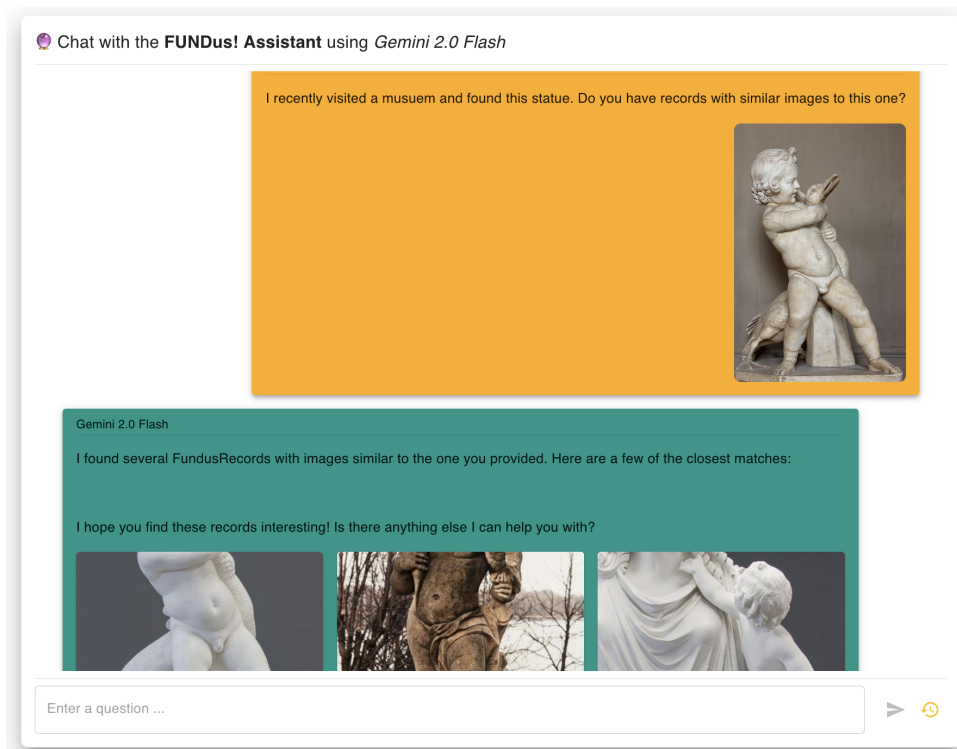 Chat with the FUNDus! Assistant using Gemini 2.0 Flash
I recently visited a musuem and found this statue. Do you have records with similar images to this one?
Gemini 2.0 Flash
I found several FundusRecords with images similar to the one you provided. Here are a few of the closest matches:
I hope you find these records interesting! Is there anything else I can help you with?
Enter a question ...